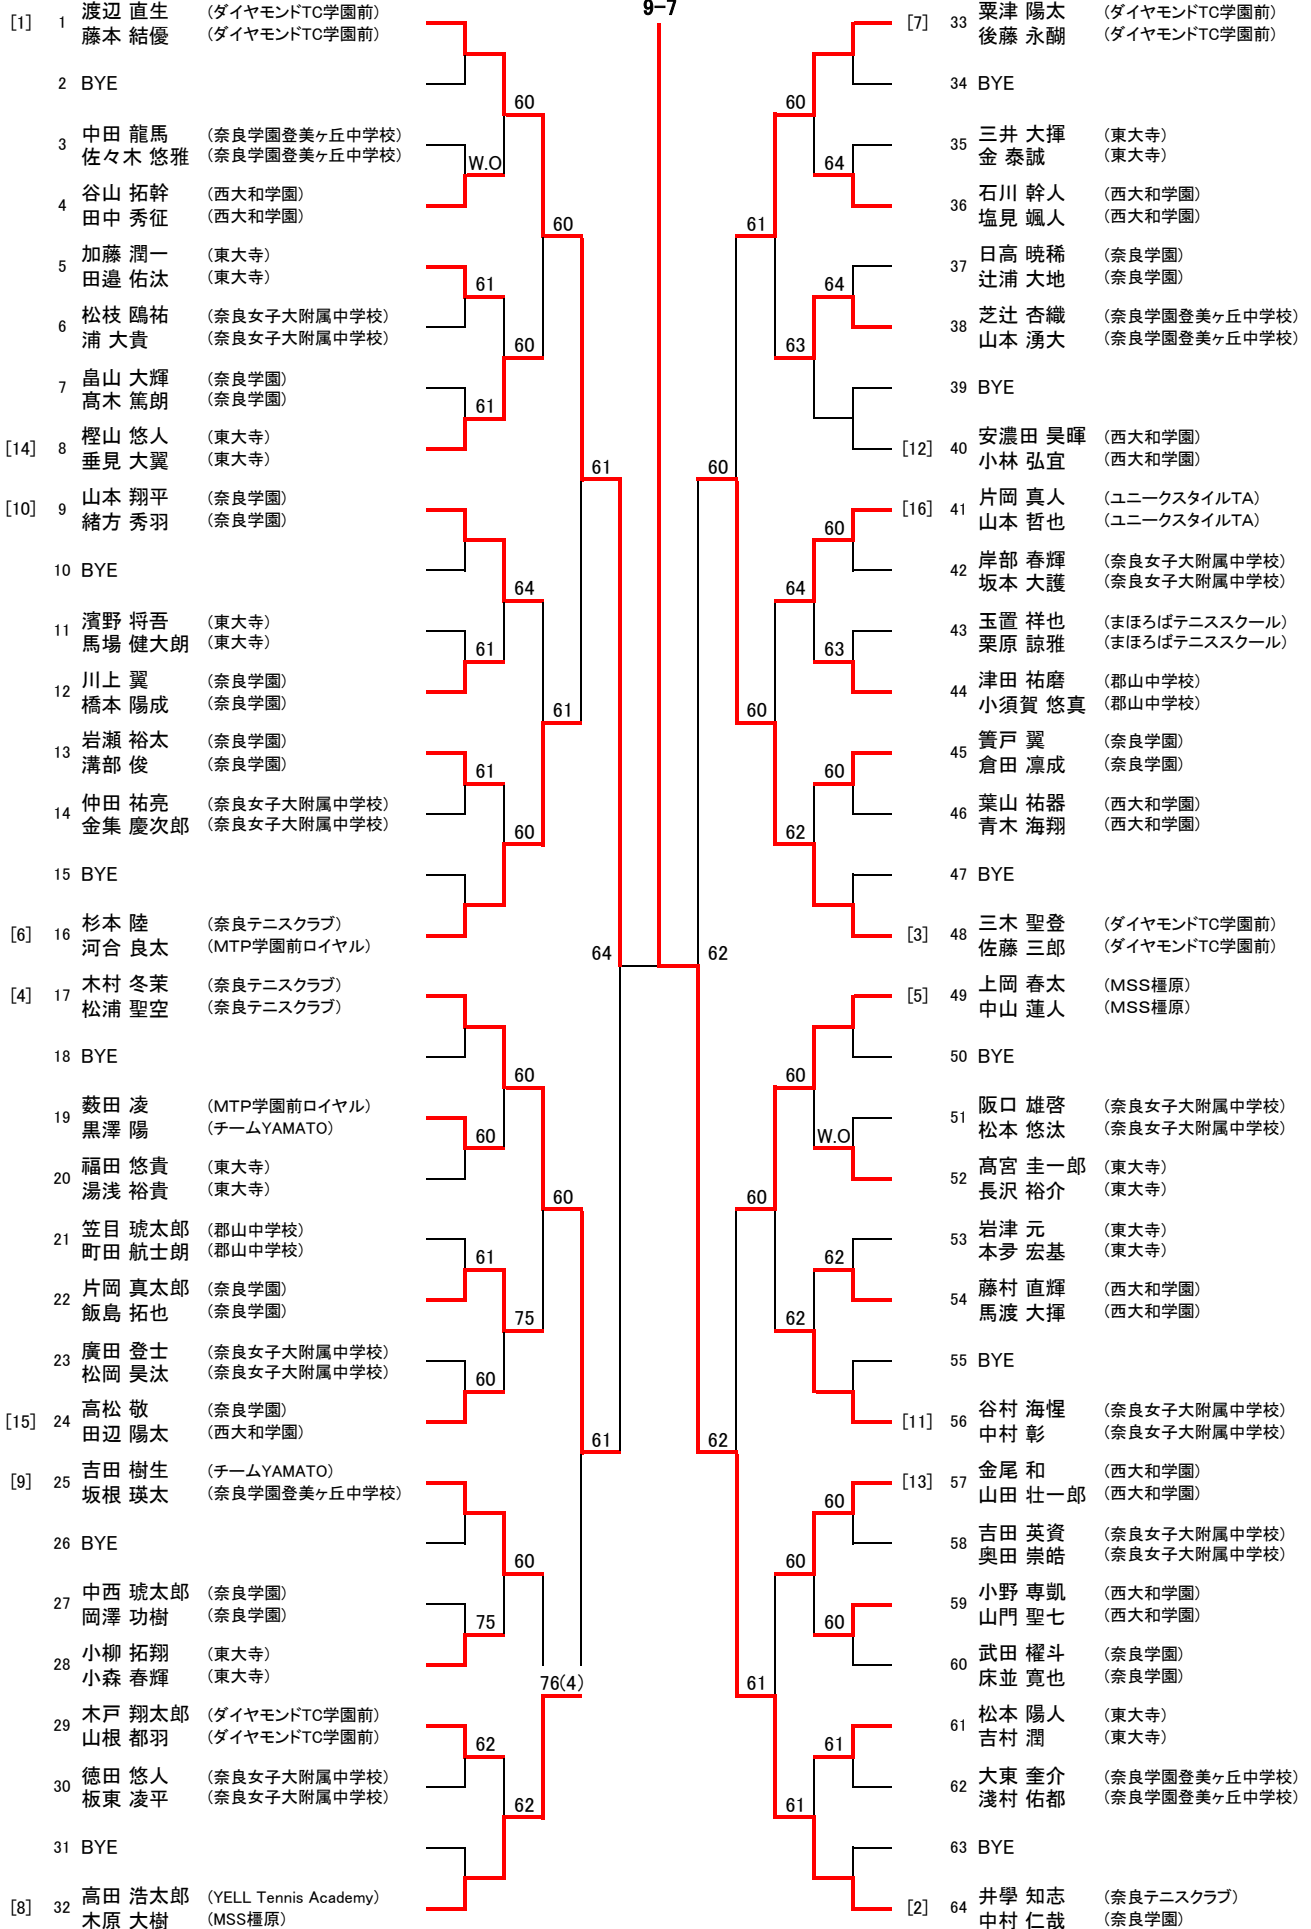 9-7
[1] 1 渡辺 直生 (ダイヤモンドTC学園前)
藤本 結優 (ダイヤモンドTC学園前)
2 BYE
60
3 中田 龍馬 (奈良学園登美ヶ丘中学校)
佐々木 悠雅 (奈良学園登美ヶ丘中学校)
W.O
4 谷山 拓幹 (西大和学園)
田中 秀征 (西大和学園)
60
5 加藤 潤一 (東大寺)
田邉 佑汰 (東大寺)
61
6 松枝 鴎祐 (奈良女子大附属中学校)
浦 大貴 (奈良女子大附属中学校)
60
7 畠山 大輝 (奈良学園)
髙木 篤朗 (奈良学園)
61
[14] 8 樫山 悠人 (東大寺)
垂見 大翼 (東大寺)
61
[10] 9 山本 翔平 (奈良学園)
緒方 秀羽 (奈良学園)
10 BYE
64
11 濱野 将吾 (東大寺)
馬場 健大朗 (東大寺)
61
12 川上 翼 (奈良学園)
橋本 陽成 (奈良学園)
61
13 岩瀬 裕太 (奈良学園)
溝部 俊 (奈良学園)
61
14 仲田 祐亮 (奈良女子大附属中学校)
金集 慶次郎 (奈良女子大附属中学校)
60
15 BYE
[6] 16 杉本 陸 (奈良テニスクラブ)
河合 良太 (MTP学園前ロイヤル)
64
[4] 17 木村 冬茉 (奈良テニスクラブ)
松浦 聖空 (奈良テニスクラブ)
18 BYE
60
19 薮田 凌 (MTP学園前ロイヤル)
黒澤 陽 (チームYAMATO)
60
20 福田 悠貴 (東大寺)
湯浅 裕貴 (東大寺)
60
21 笠目 琥太郎 (郡山中学校)
町田 航士朗 (郡山中学校)
61
22 片岡 真太郎 (奈良学園)
飯島 拓也 (奈良学園)
75
23 廣田 登士 (奈良女子大附属中学校)
松岡 昊汰 (奈良女子大附属中学校)
60
[15] 24 高松 敬 (奈良学園)
田辺 陽太 (西大和学園)
61
[9] 25 吉田 樹生 (チームYAMATO)
坂根 瑛太 (奈良学園登美ヶ丘中学校)
26 BYE
60
27 中西 琥太郎 (奈良学園)
岡澤 功樹 (奈良学園)
75
28 小柳 拓翔 (東大寺)
小森 春輝 (東大寺)
76(4)
29 木戸 翔太郎 (ダイヤモンドTC学園前)
山根 都羽 (ダイヤモンドTC学園前)
62
30 徳田 悠人 (奈良女子大附属中学校)
板東 凌平 (奈良女子大附属中学校)
62
31 BYE
[8] 32 高田 浩太郎 (YELL Tennis Academy)
木原 大樹 (MSS橿原)
[7] 33 粟津 陽太 (ダイヤモンドTC学園前)
後藤 永醐 (ダイヤモンドTC学園前)
34 BYE
60
35 三井 大揮 (東大寺)
金 泰誠 (東大寺)
64
36 石川 幹人 (西大和学園)
塩見 颯人 (西大和学園)
61
37 日高 暁稀 (奈良学園)
辻浦 大地 (奈良学園)
64
38 芝辻 杏織 (奈良学園登美ヶ丘中学校)
山本 湧大 (奈良学園登美ヶ丘中学校)
63
39 BYE
[12] 40 安濃田 昊暉 (西大和学園)
小林 弘宜 (西大和学園)
60
[16] 41 片岡 真人 (ユニークスタイルTA)
山本 哲也 (ユニークスタイルTA)
60
42 岸部 春輝 (奈良女子大附属中学校)
坂本 大護 (奈良女子大附属中学校)
64
43 玉置 祥也 (まほろばテニススクール)
栗原 諒雅 (まほろばテニススクール)
63
44 津田 祐磨 (郡山中学校)
小須賀 悠真 (郡山中学校)
60
45 簀戸 翼 (奈良学園)
倉田 凛成 (奈良学園)
60
46 葉山 祐器 (西大和学園)
青木 海翔 (西大和学園)
62
47 BYE
[3] 48 三木 聖登 (ダイヤモンドTC学園前)
佐藤 三郎 (ダイヤモンドTC学園前)
62
[5] 49 上岡 春太 (MSS橿原)
中山 蓮人 (MSS橿原)
50 BYE
60
51 阪口 雄啓 (奈良女子大附属中学校)
松本 悠汰 (奈良女子大附属中学校)
W.O
52 髙宮 圭一郎 (東大寺)
長沢 裕介 (東大寺)
60
53 岩津 元 (東大寺)
本夛 宏基 (東大寺)
62
54 藤村 直輝 (西大和学園)
馬渡 大揮 (西大和学園)
62
55 BYE
[11] 56 谷村 海惺 (奈良女子大附属中学校)
中村 彰 (奈良女子大附属中学校)
62
[13] 57 金尾 和 (西大和学園)
山田 壮一郎 (西大和学園)
60
58 吉田 英資 (奈良女子大附属中学校)
奥田 崇皓 (奈良女子大附属中学校)
60
59 小野 専凱 (西大和学園)
山門 聖七 (西大和学園)
60
60 武田 櫂斗 (奈良学園)
床並 寛也 (奈良学園)
61
61 松本 陽人 (東大寺)
吉村 潤 (東大寺)
61
62 大東 奎介 (奈良学園登美ヶ丘中学校)
淺村 佑都 (奈良学園登美ヶ丘中学校)
61
63 BYE
[2] 64 井學 知志 (奈良テニスクラブ)
中村 仁哉 (奈良学園)